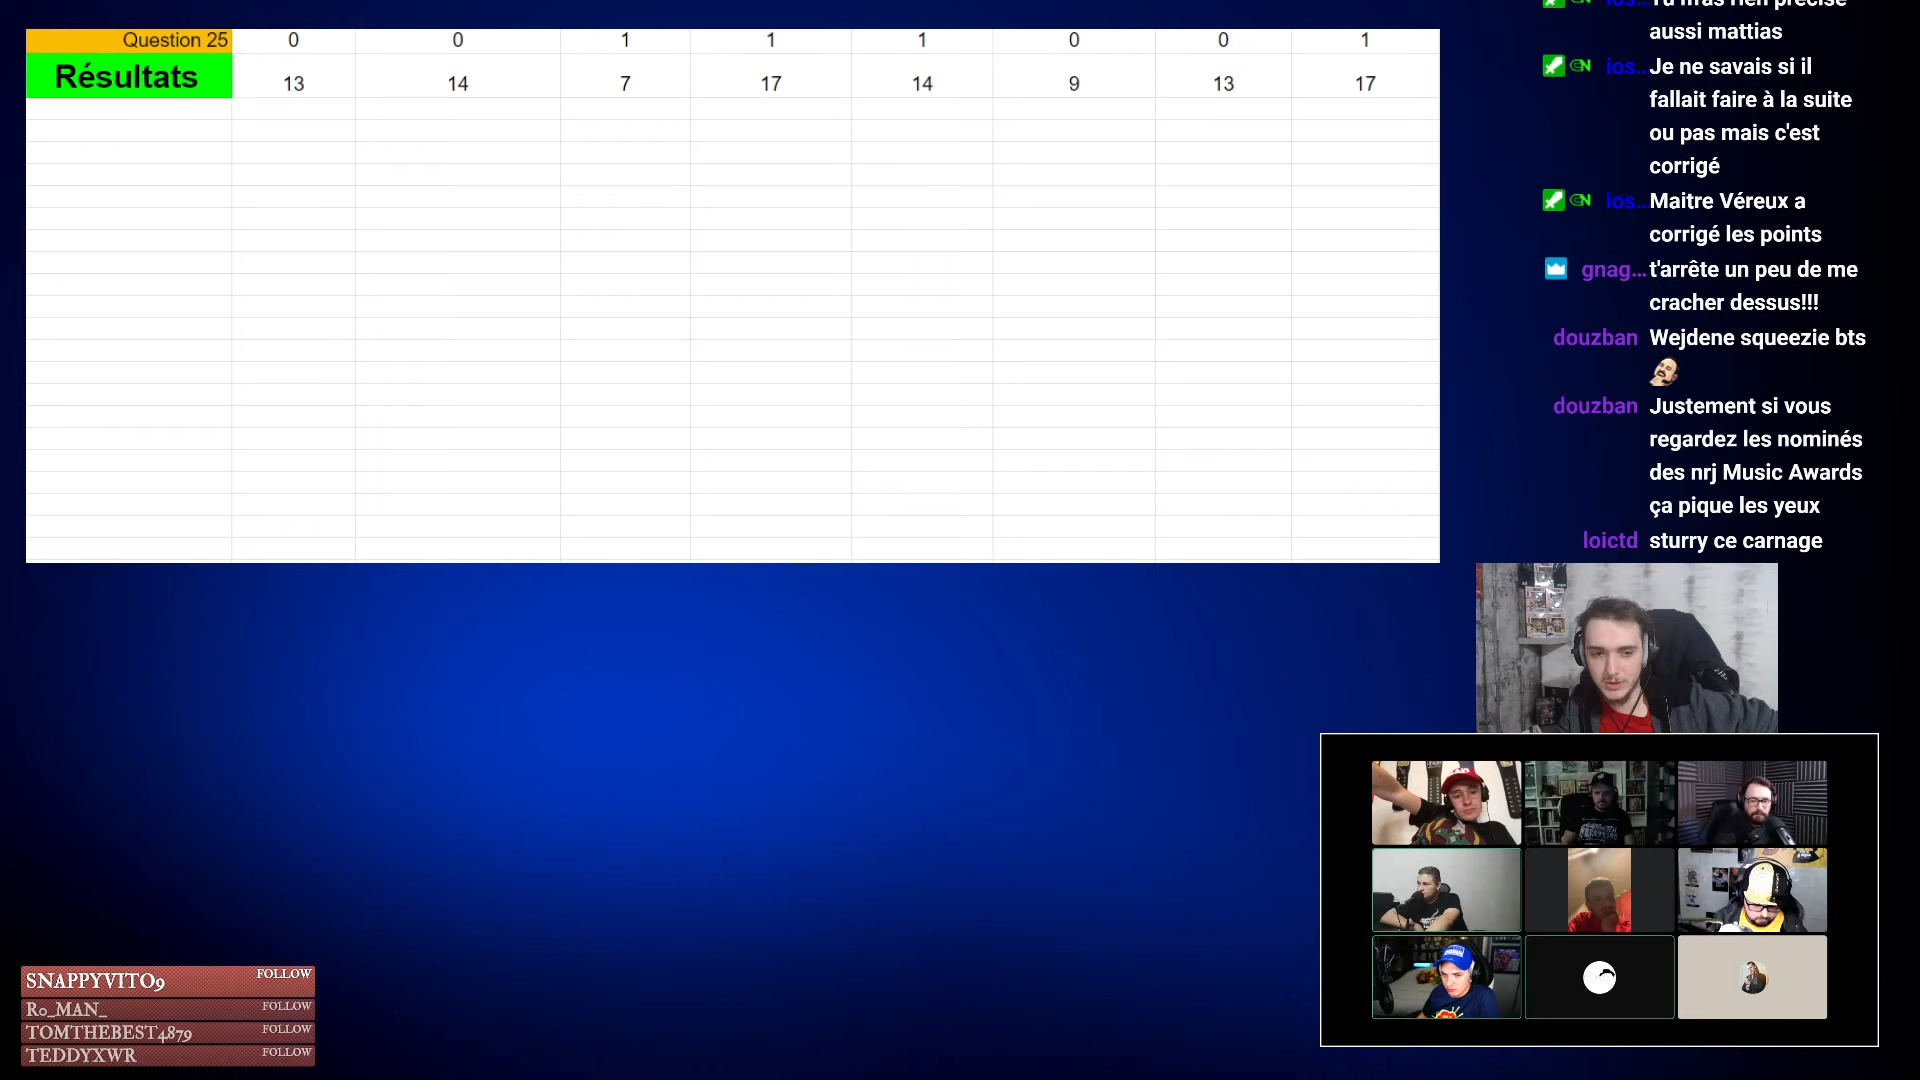 Question 25 0 0 1 1 1 0 0 1
Résultats 13 14 7 17 14 9 13 17
aussi mattias
ios... Je ne savais si il
fallait faire à la suite
ou pas mais c'est
corrigé
ios... Maitre Véreux a
corrigé les points
gnag... t'arrête un peu de me
cracher dessus!!!
douzban Wejdene squeezie bts
douzban Justement si vous
regardez les nominés
des nrj Music Awards
ça pique les yeux
loictd sturry ce carnage
SNAPPYVITO9 FOLLOW
R0_MAN_ FOLLOW
TOMTHEBEST4879 FOLLOW
TEDDYXWR FOLLOW